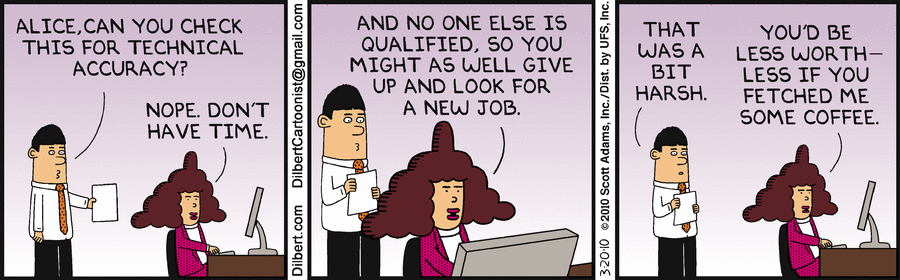 ALICE,CAN YOU CHECK
THIS FOR TECHNICAL
ACCURACY?
NOPE. DON'T
HAVE TIME.
Dilbert.com DilbertCartoonist@gmail.com
AND NO ONE ELSE IS
QUALIFIED, SO YOU
MIGHT AS WELL GIVE
UP AND LOOK FOR
A NEW JOB.
3-20-10 ©2010 Scott Adams, Inc./Dist. by UFS, Inc.
THAT
WAS A
BIT
HARSH.
YOU'D BE
LESS WORTH-
LESS IF YOU
FETCHED ME
SOME COFFEE.